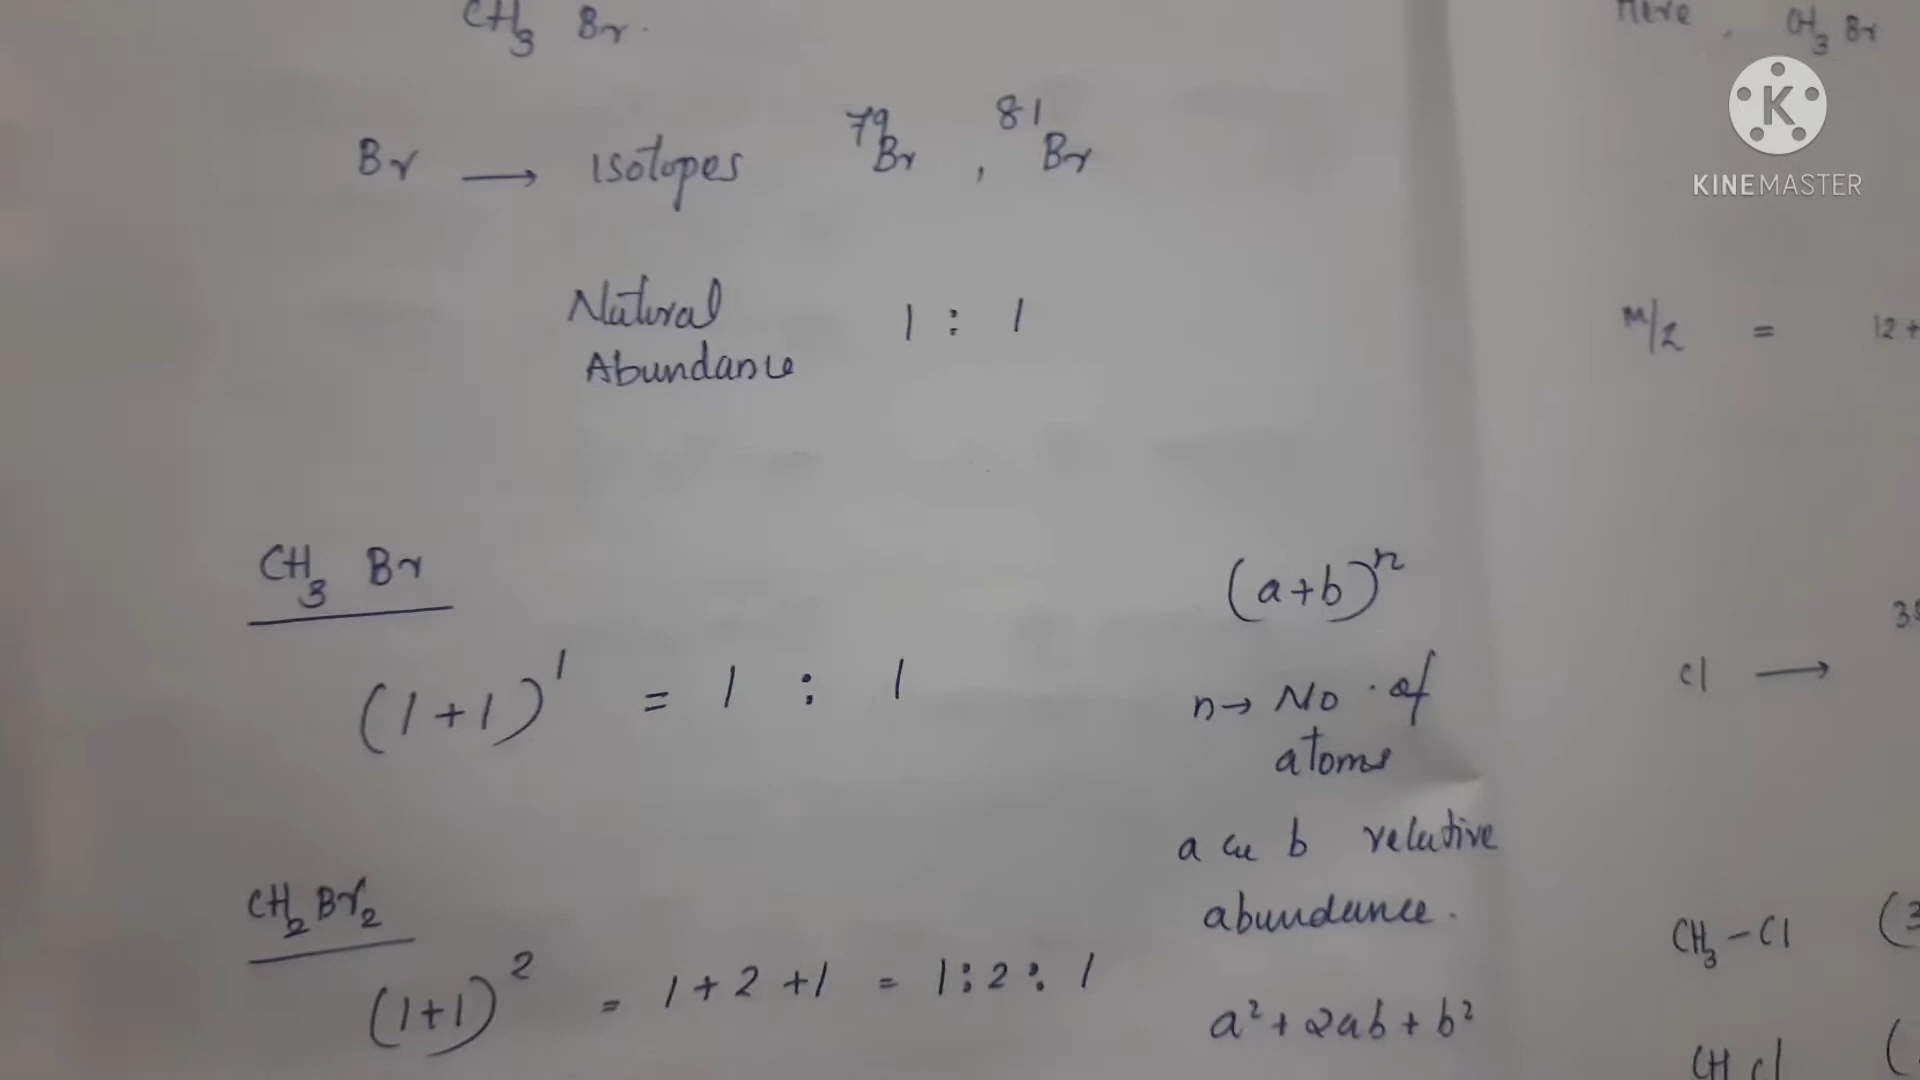 CH₃ Br.
Br → Isotopes ⁷⁹Br , ⁸¹Br
Natural 1 : 1
Abundance
CH₃ Br
(1+1)¹ = 1 : 1
CH₂Br₂
(1+1)² = 1+2+1 = 1:2:1
(a+b)ⁿ
n→ No. of
atoms
a b relative
abundance.
a²+2ab+b²
Here, CH₃ Br
KINEMASTER
m/z = 12+
Cl →
CH₃-Cl (3